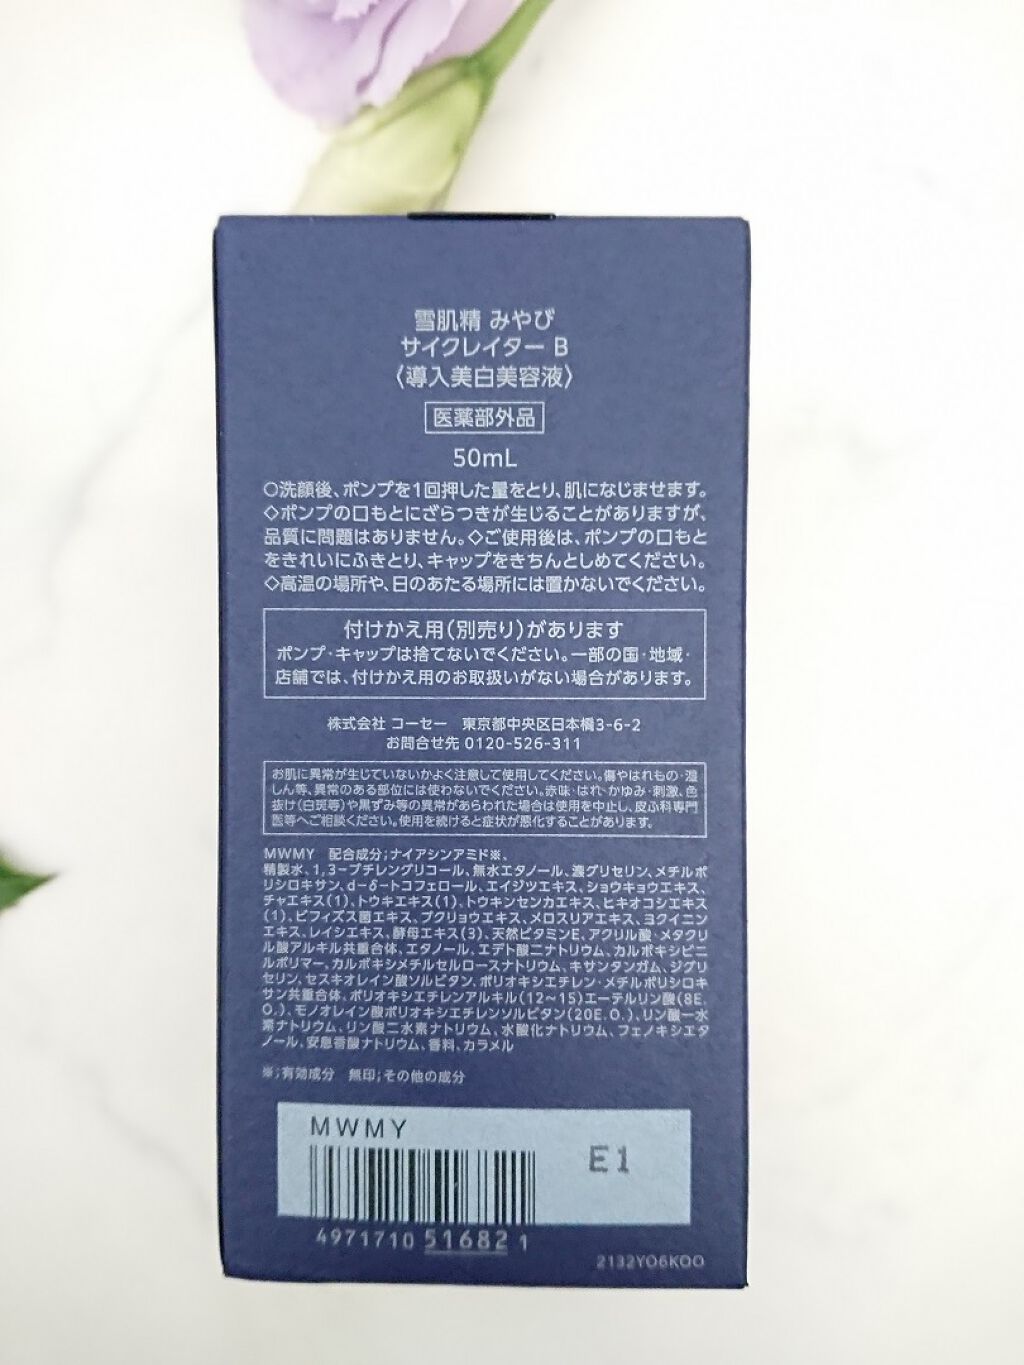 雪肌精 みやび
サイクレイター B
〈導入美白美容液〉
医薬部外品
50mL
○洗顔後、ポンプを1回押した量をとり、肌になじませます。
◇ポンプの口もとにざらつきが生じることがありますが、
品質に問題はありません。◇ご使用後は、ポンプの口もと
をきれいにふきとり、キャップをきちんとしめてください。
◇高温の場所や、日のあたる場所には置かないでください。
付けかえ用(別売り)があります
ポンプ・キャップは捨てないでください。一部の国・地域・
店舗では、付けかえ用のお取扱いがない場合があります。
株式会社 コーセー 東京都中央区日本橋3-6-2
お問合せ先 0120-526-311
お肌に異常が生じていないかよく注意して使用してください。傷やはれもの・湿
しん等、異常のある部位には使わないでください。赤味・はれ・かゆみ・刺激、色
抜け(白斑等)や黒ずみ等の異常があらわれた場合は使用を中止し、皮ふ科専門
医等へご相談ください。使用を続けると症状が悪化することがあります。
MWMY 配合成分;ナイアシンアミド※、
精製水、1,3-ブチレングリコール、無水エタノール、濃グリセリン、メチルポ
リシロキサン、d-δ-トコフェロール、エイジツエキス、ショウキョウエキス、
チャエキス(1)、トウキエキス(1)、トウキンセンカエキス、ヒキオコシエキス
(1)、ビフィズス菌エキス、ブクリョウエキス、メロスリアエキス、ヨクイニン
エキス、レイシエキス、酵母エキス(3)、天然ビタミンE、アクリル酸・メタクリ
ル酸アルキル共重合体、エタノール、エデト酸二ナトリウム、カルボキシビニ
ルポリマー、カルボキシメチルセルロースナトリウム、キサンタンガム、ジグリ
セリン、セスキオレイン酸ソルビタン、ポリオキシエチレン・メチルポリシロキ
サン共重合体、ポリオキシエチレンアルキル(12~15)エーテルリン酸(8E.
O.)、モノオレイン酸ポリオキシエチレンソルビタン(20E.O.)、リン酸一水
素ナトリウム、リン酸二水素ナトリウム、水酸化ナトリウム、フェノキシエタ
ノール、安息香酸ナトリウム、香料、カラメル
※;有効成分 無印;その他の成分
MWMY
E1
4971710 51682 1
2132YO6KOO